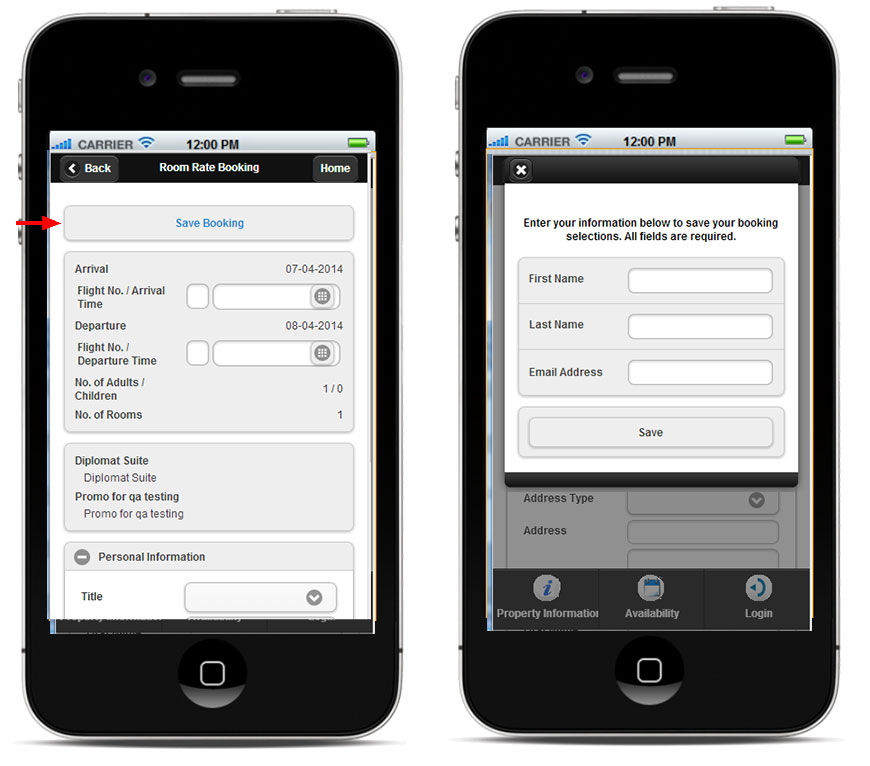 CARRIER 12:00 PM
Back Room Rate Booking Home
Save Booking
Arrival 07-04-2014
Flight No. / Arrival
Time
Departure 08-04-2014
Flight No. /
Departure Time
No. of Adults /
Children 1 / 0
No. of Rooms 1
Diplomat Suite
Diplomat Suite
Promo for qa testing
Promo for qa testing
Personal Information
Title
CARRIER 12:00 PM
Enter your information below to save your booking
selections. All fields are required.
First Name
Last Name
Email Address
Save
Address Type
Address
Property Information Availability Login